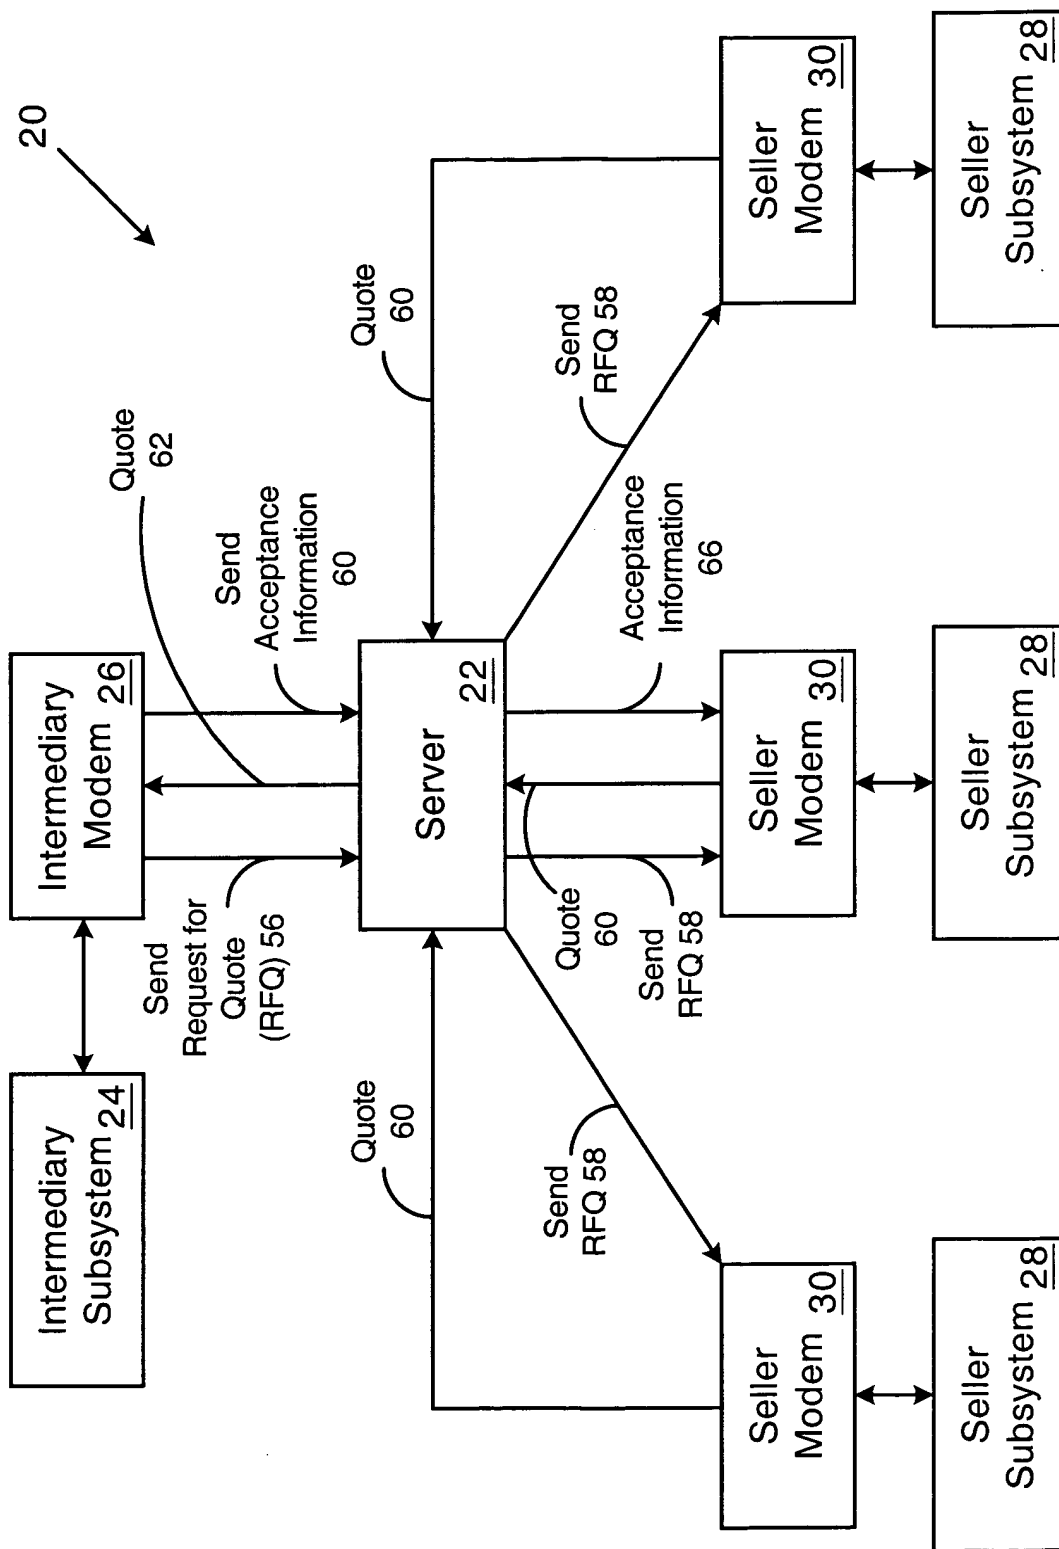 20
Intermediary
Subsystem 24
Intermediary
Modem 26
Send
Request for
Quote
(RFQ) 56
Quote
62
Send
Acceptance
Information
60
Quote
60
Server
22
Quote
60
Send
RFQ 58
Quote
60
Send
RFQ 58
Acceptance
Information
66
Send
RFQ 58
Seller
Modem 30
Seller
Modem 30
Seller
Modem 30
Seller
Subsystem 28
Seller
Subsystem 28
Seller
Subsystem 28